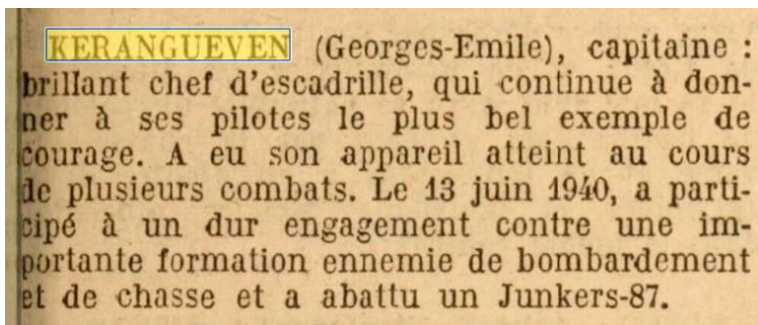 KERANGUEVEN (Georges-Emile), capitaine :
brillant chef d'escadrille, qui continue à don-
ner à ses pilotes le plus bel exemple de
courage. A eu son appareil atteint au cours
de plusieurs combats. Le 13 juin 1940, a parti-
cipé à un dur engagement contre une im-
portante formation ennemie de bombardement
et de chasse et a abattu un Junkers-87.